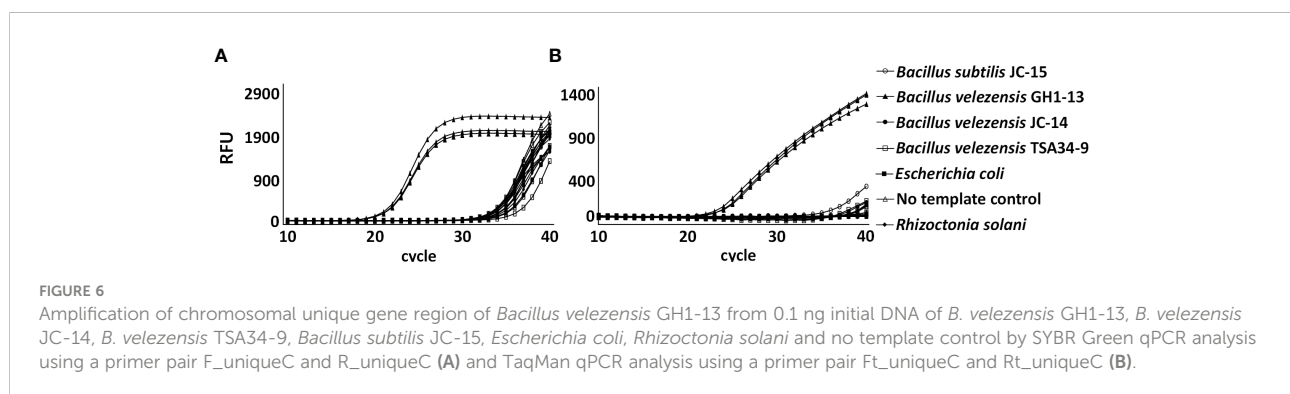 A
B
2900
1900
900
0
RFU
10
20
30
40
cycle
1400
900
400
0
10
20
30
40
cycle
Bacillus subtilis JC-15
Bacillus velezensis GH1-13
Bacillus velezensis JC-14
Bacillus velezensis TSA34-9
Escherichia coli
No template control
Rhizoctonia solani
FIGURE 6
Amplification of chromosomal unique gene region of Bacillus velezensis GH1-13 from 0.1 ng initial DNA of B. velezensis GH1-13, B. velezensis
JC-14, B. velezensis TSA34-9, Bacillus subtilis JC-15, Escherichia coli, Rhizoctonia solani and no template control by SYBR Green qPCR analysis
using a primer pair F_uniqueC and R_uniqueC (A) and TaqMan qPCR analysis using a primer pair Ft_uniqueC and Rt_uniqueC (B).